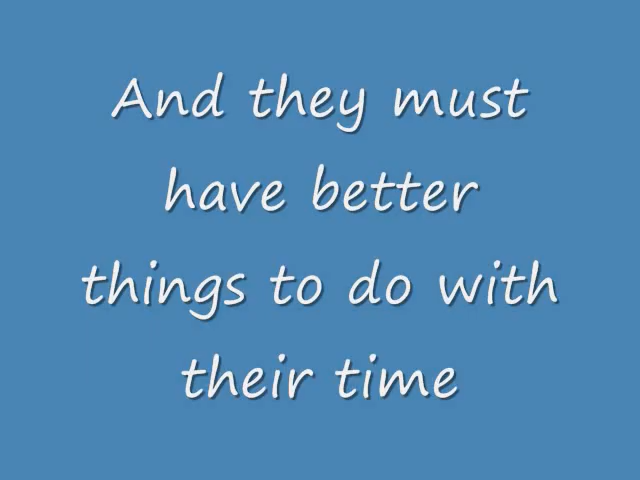 And they must
have better
things to do with
their time